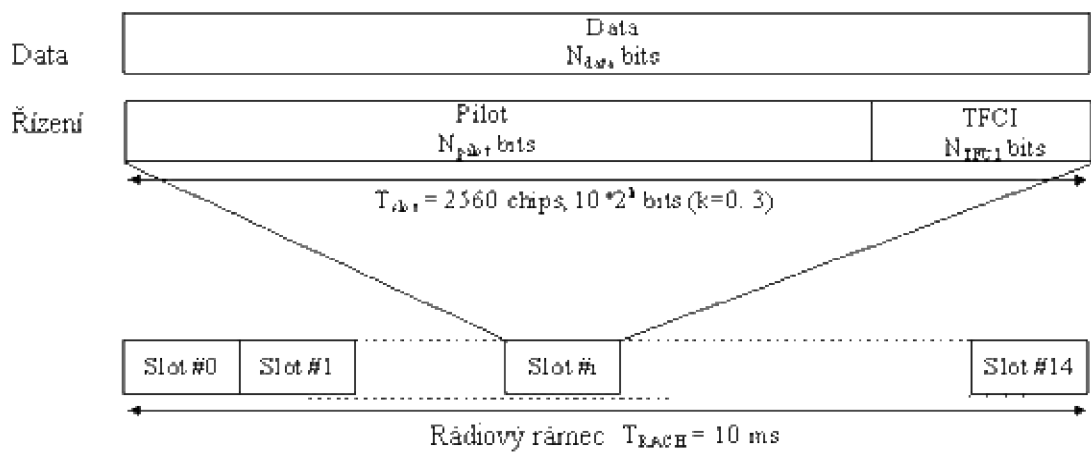 Data
Data
N_data bits
Řízení
Pilot
N_pilot bits
TFCI
N_TFCI bits
T_slot = 2560 chips, 10*2^k bits (k=0. 3)
Slot #0
Slot #1
Slot #i
Slot #14
Rádiový rámec T_RACH = 10 ms